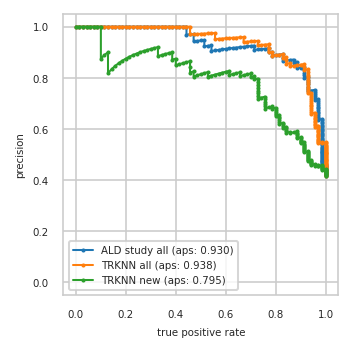 1.0
0.8
0.6
0.4
0.2
0.0
precision
ALD study all (aps: 0.930)
TRKNN all (aps: 0.938)
TRKNN new (aps: 0.795)
0.0 0.2 0.4 0.6 0.8 1.0
true positive rate